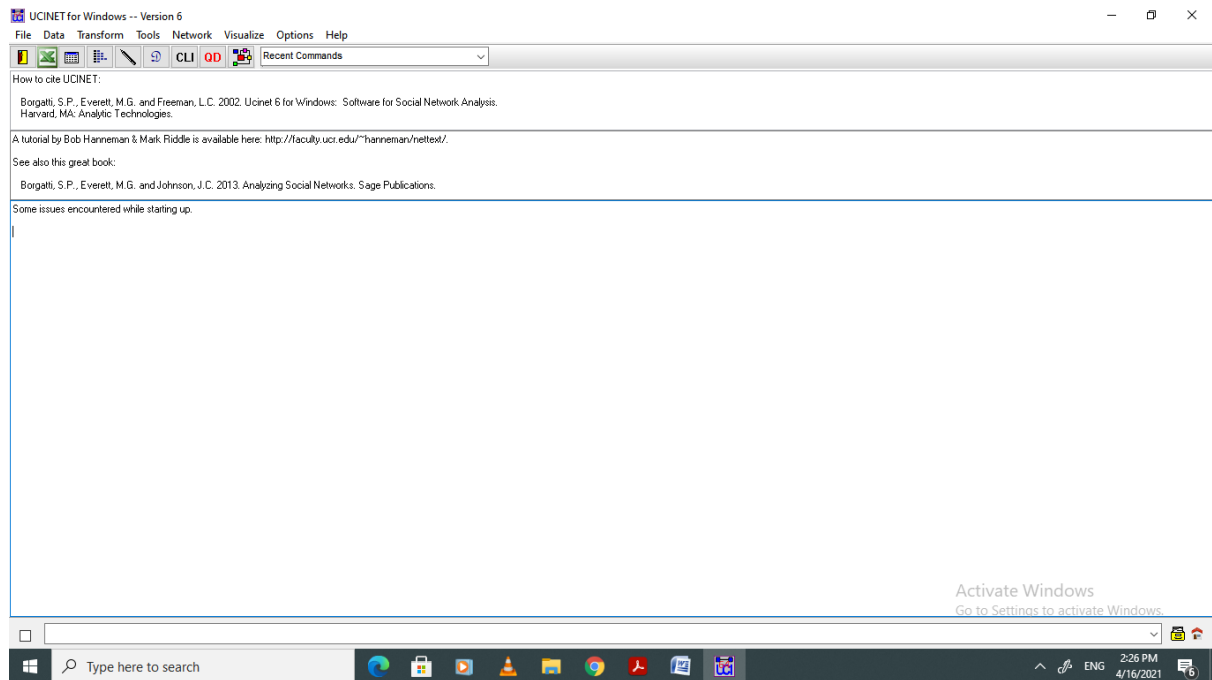 UCINET for Windows -- Version 6
File Data Transform Tools Network Visualize Options Help
CLI QD Recent Commands
How to cite UCINET:
Borgatti, S.P., Everett, M.G. and Freeman, L.C. 2002. Ucinet 6 for Windows: Software for Social Network Analysis.
Harvard, MA: Analytic Technologies.
A tutorial by Bob Hanneman & Mark Riddle is available here: http://faculty.ucr.edu/~hanneman/nettext/.
See also this great book:
Borgatti, S.P., Everett, M.G. and Johnson, J.C. 2013. Analyzing Social Networks. Sage Publications.
Some issues encountered while starting up.
Activate Windows
Go to Settings to activate Windows.
Type here to search
ENG
2:26 PM
4/16/2021
6